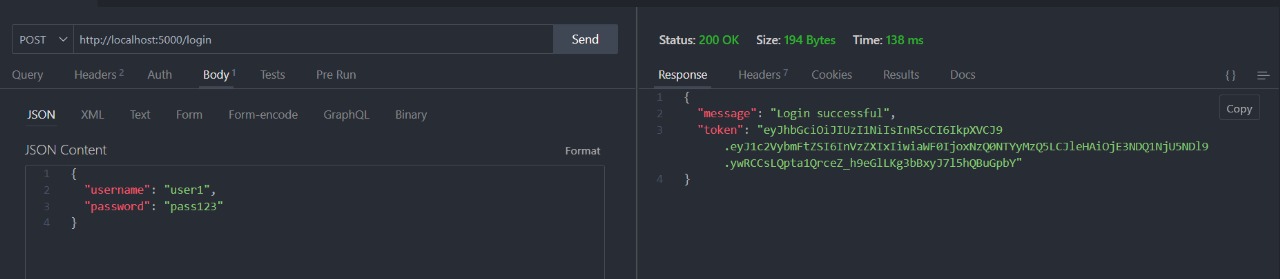 POST http://localhost:5000/login Send
Query Headers 2 Auth Body 1 Tests Pre Run
JSON XML Text Form Form-encode GraphQL Binary
JSON Content Format
1 {
2 "username": "user1",
3 "password": "pass123"
4 }
Status: 200 OK Size: 194 Bytes Time: 138 ms
Response Headers 7 Cookies Results Docs { }
Copy
1 {
2 "message": "Login successful",
3 "token": "eyJhbGciOiJIUzI1NiIsInR5cCI6IkpXVCJ9
.eyJ1c2VybmFtZSI6InVzZXIxIiwiaWF0IjoxNzQ0NTYyMzQ5LCJleHAiOjE3NDQ1NjU5NDl9
.ywRCCsLQpta1QrceZ_h9eGlLKg3bBxyJ7l5hQBuGpbY"
4 }